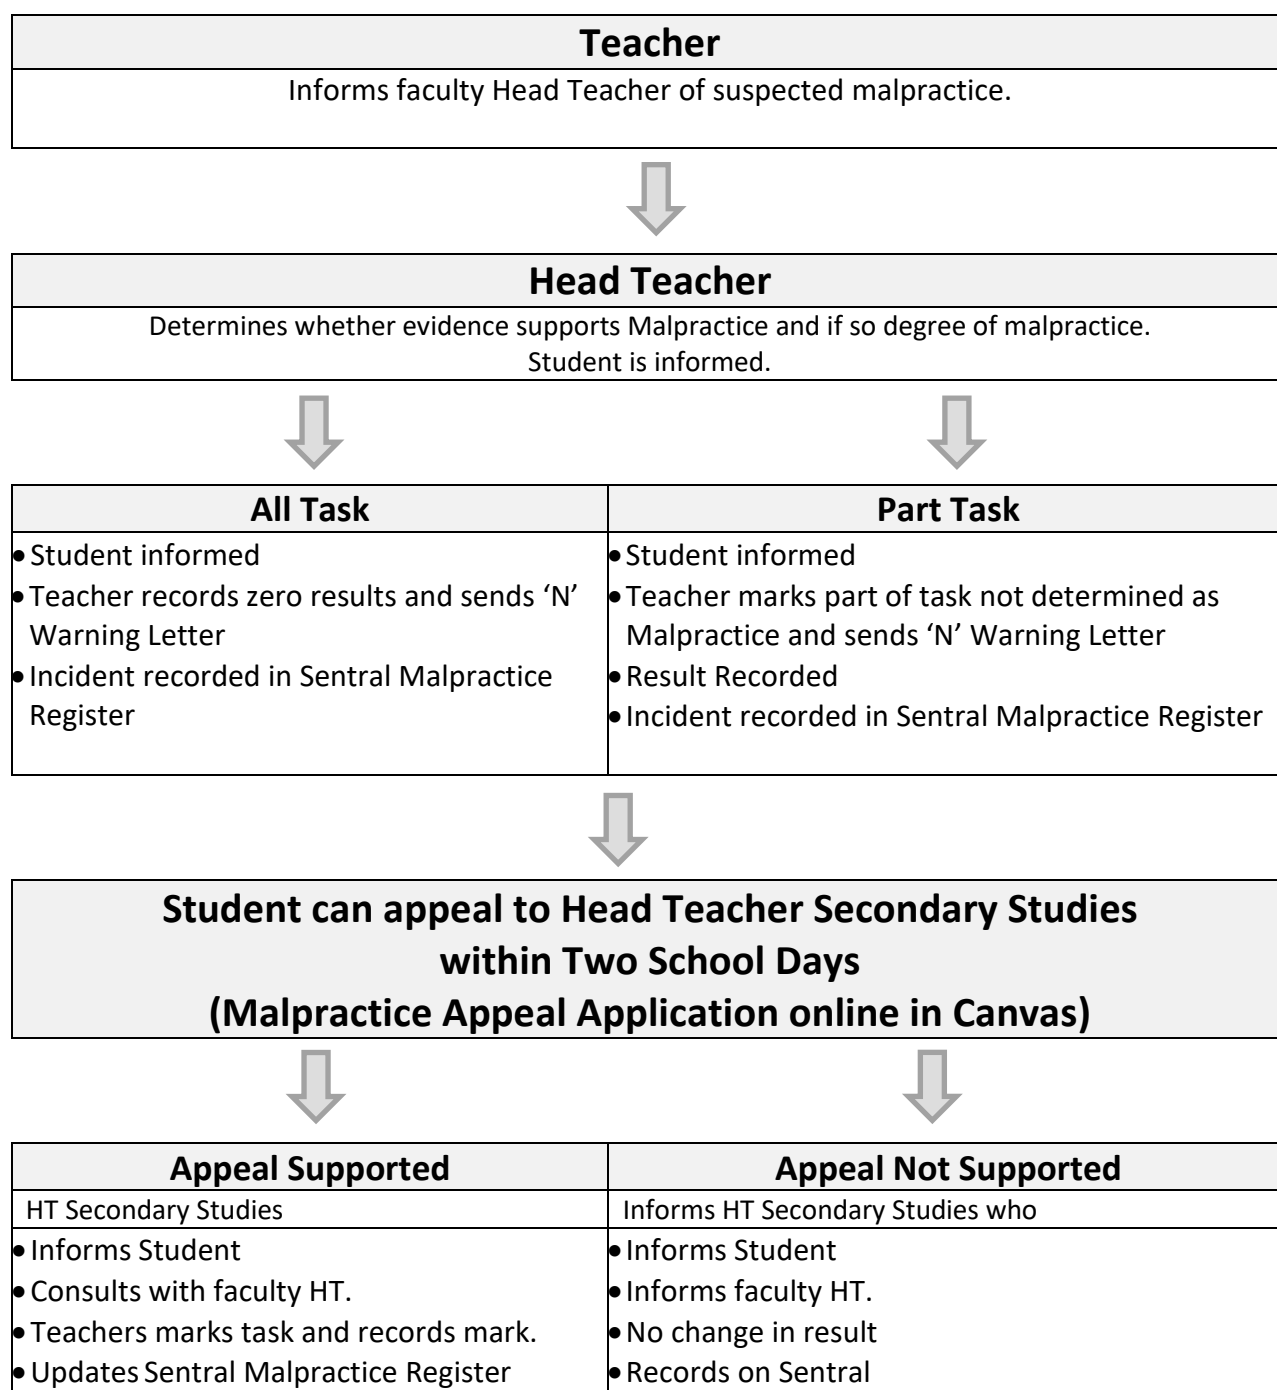 Teacher
Informs faculty Head Teacher of suspected malpractice.
Head Teacher
Determines whether evidence supports Malpractice and if so degree of malpractice.
Student is informed.
All Task
• Student informed
• Teacher records zero results and sends ‘N’
Warning Letter
• Incident recorded in Sentral Malpractice
Register
Part Task
• Student informed
• Teacher marks part of task not determined as
Malpractice and sends ‘N’ Warning Letter
• Result Recorded
• Incident recorded in Sentral Malpractice Register
Student can appeal to Head Teacher Secondary Studies
within Two School Days
(Malpractice Appeal Application online in Canvas)
Appeal Supported
HT Secondary Studies
• Informs Student
• Consults with faculty HT.
• Teachers marks task and records mark.
• Updates Sentral Malpractice Register
Appeal Not Supported
Informs HT Secondary Studies who
• Informs Student
• Informs faculty HT.
• No change in result
• Records on Sentral